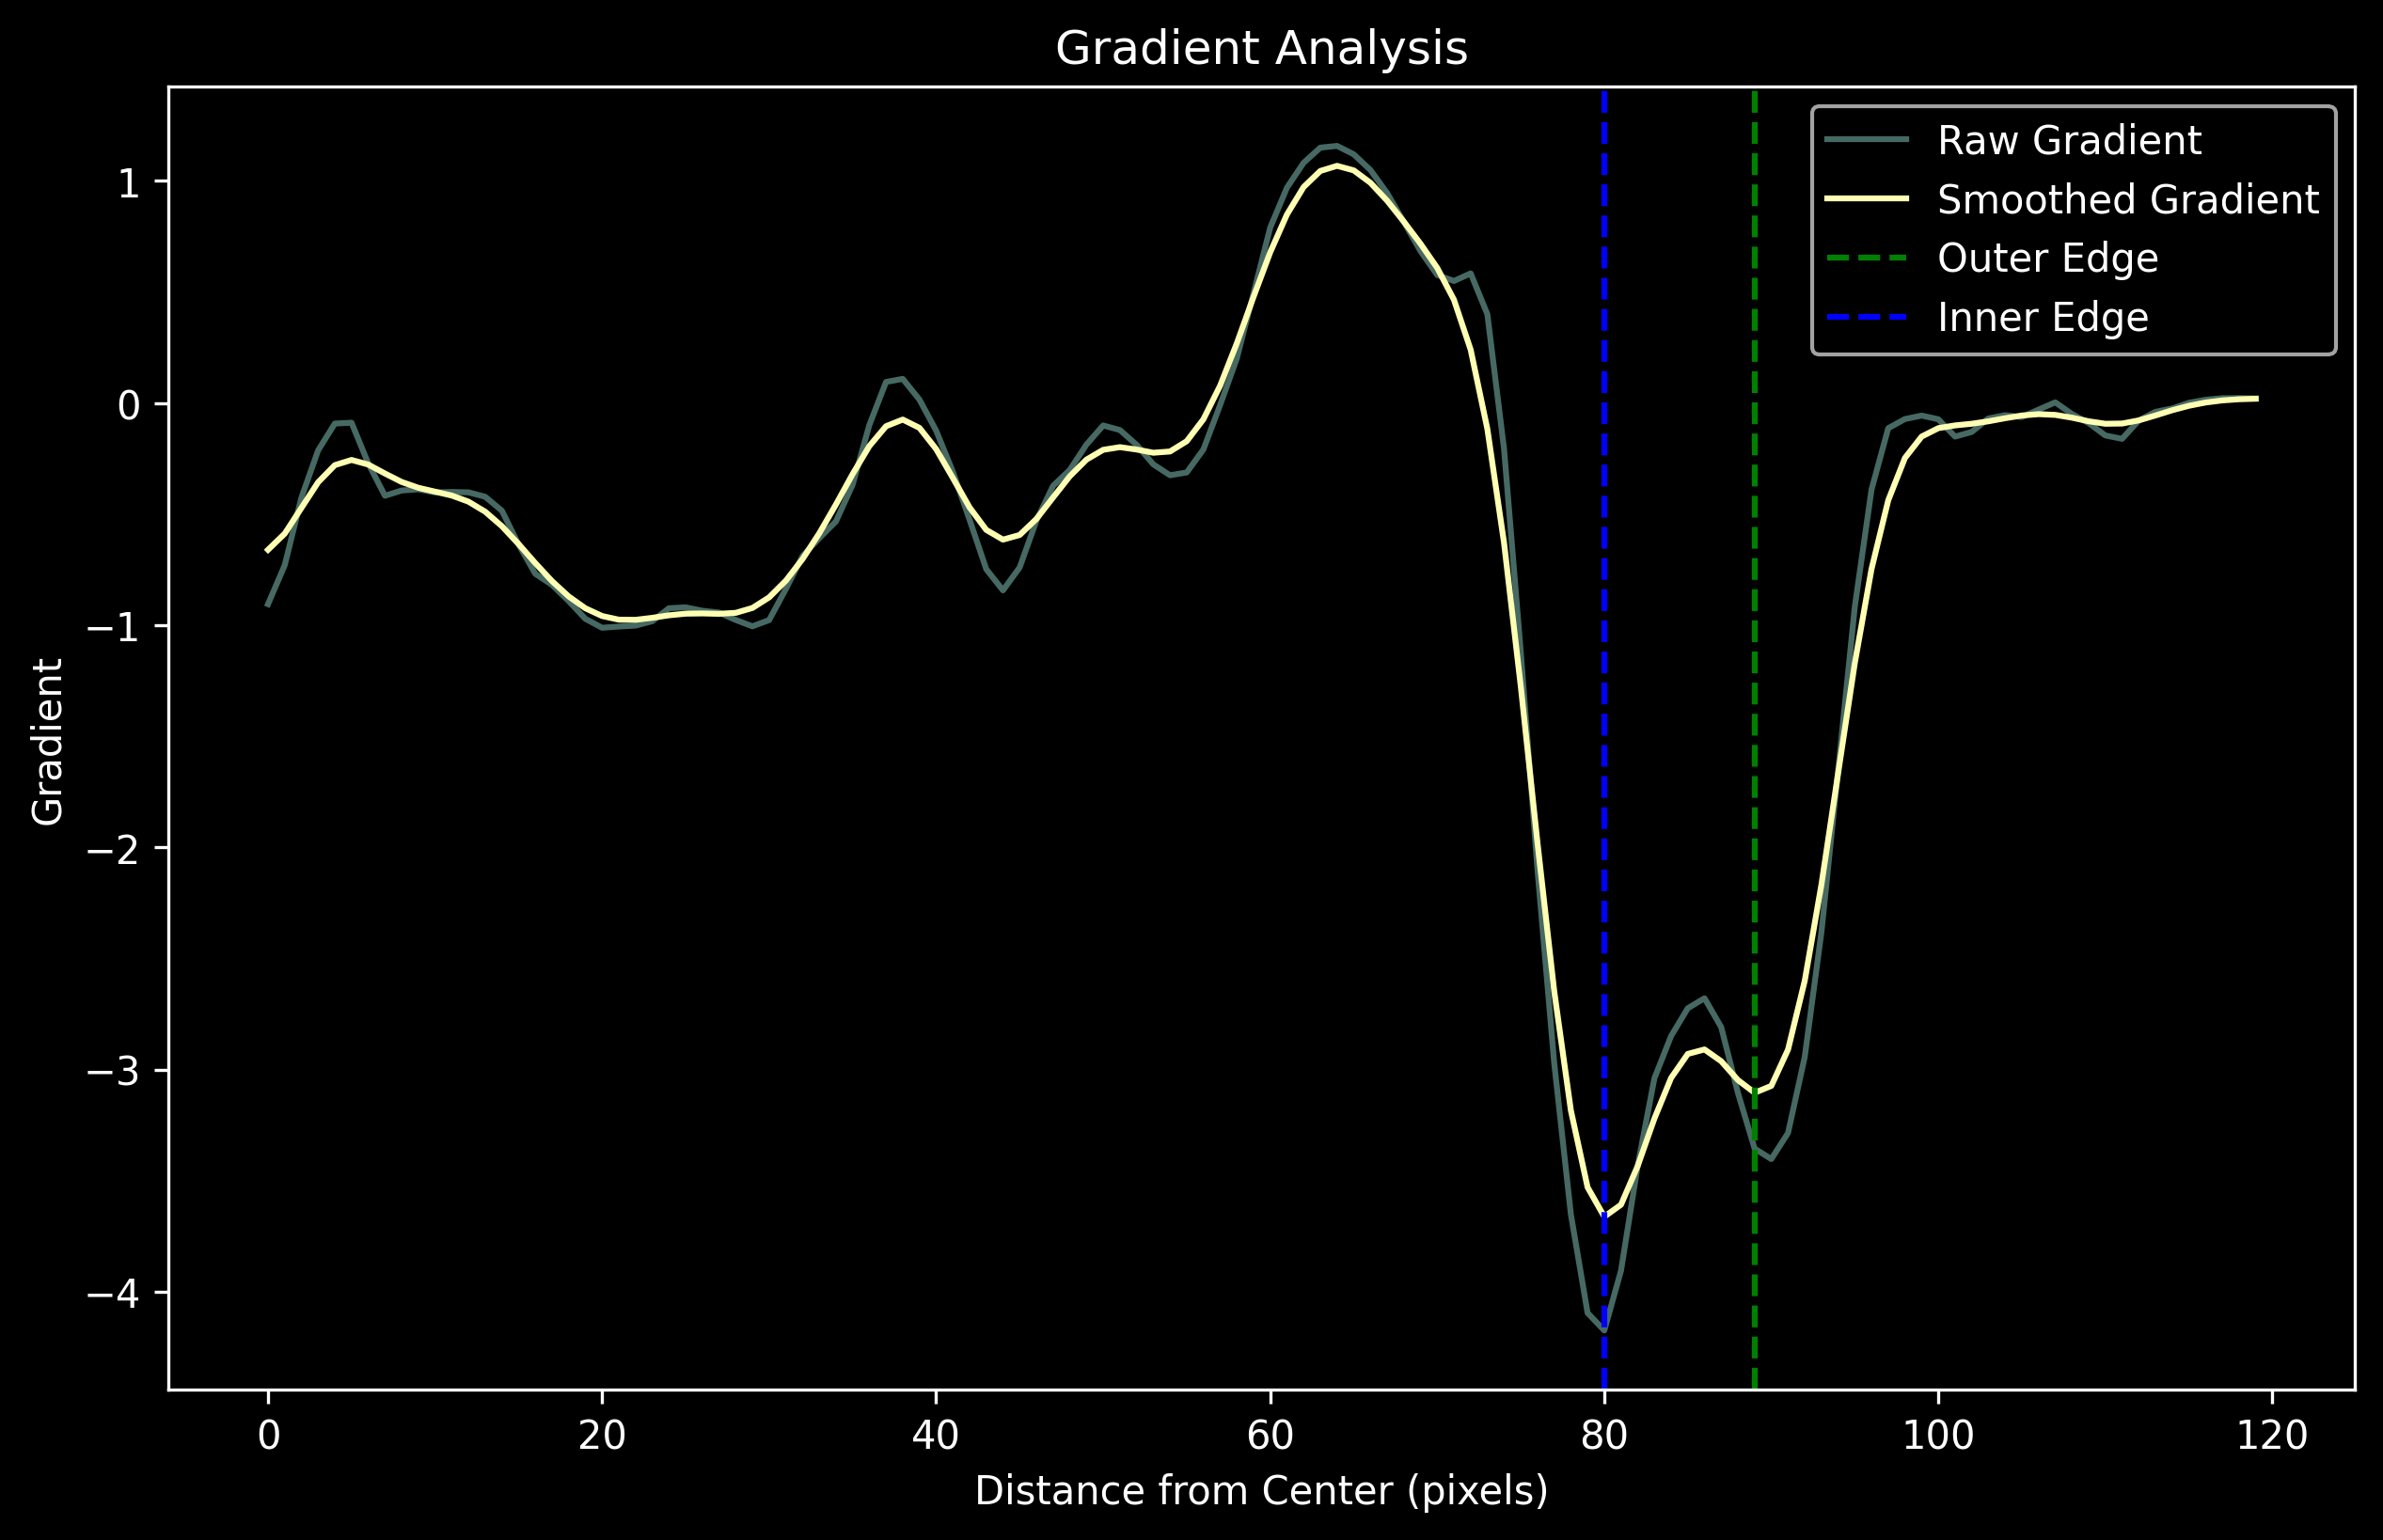 Gradient Analysis
Raw Gradient
Smoothed Gradient
Outer Edge
Inner Edge
1
0
−1
−2
−3
−4
Gradient
0 20 40 60 80 100 120
Distance from Center (pixels)